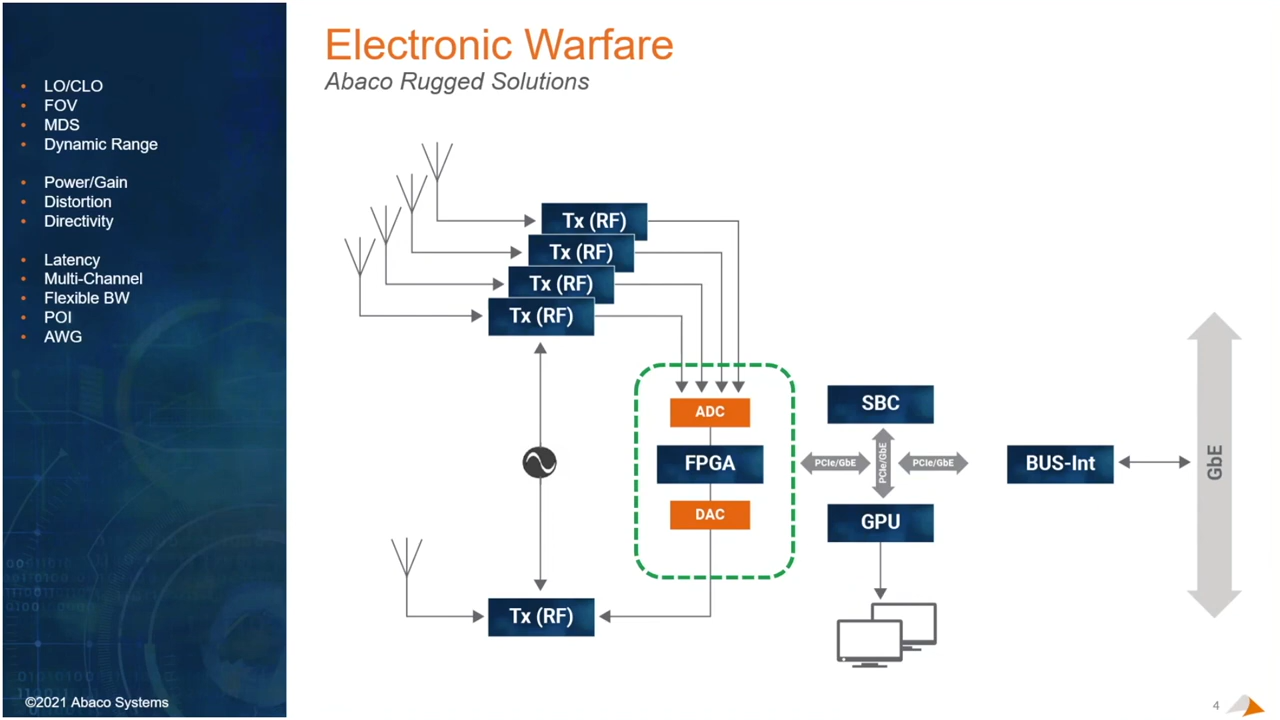 Electronic Warfare
Abaco Rugged Solutions
LO/CLO
FOV
MDS
Dynamic Range
Power/Gain
Distortion
Directivity
Latency
Multi-Channel
Flexible BW
POI
AWG
Tx (RF)
Tx (RF)
Tx (RF)
Tx (RF)
ADC
FPGA
DAC
SBC
PCIe/GbE
PCIe/GbE
PCIe/GbE
BUS-Int
GbE
GPU
Tx (RF)
©2021 Abaco Systems
4